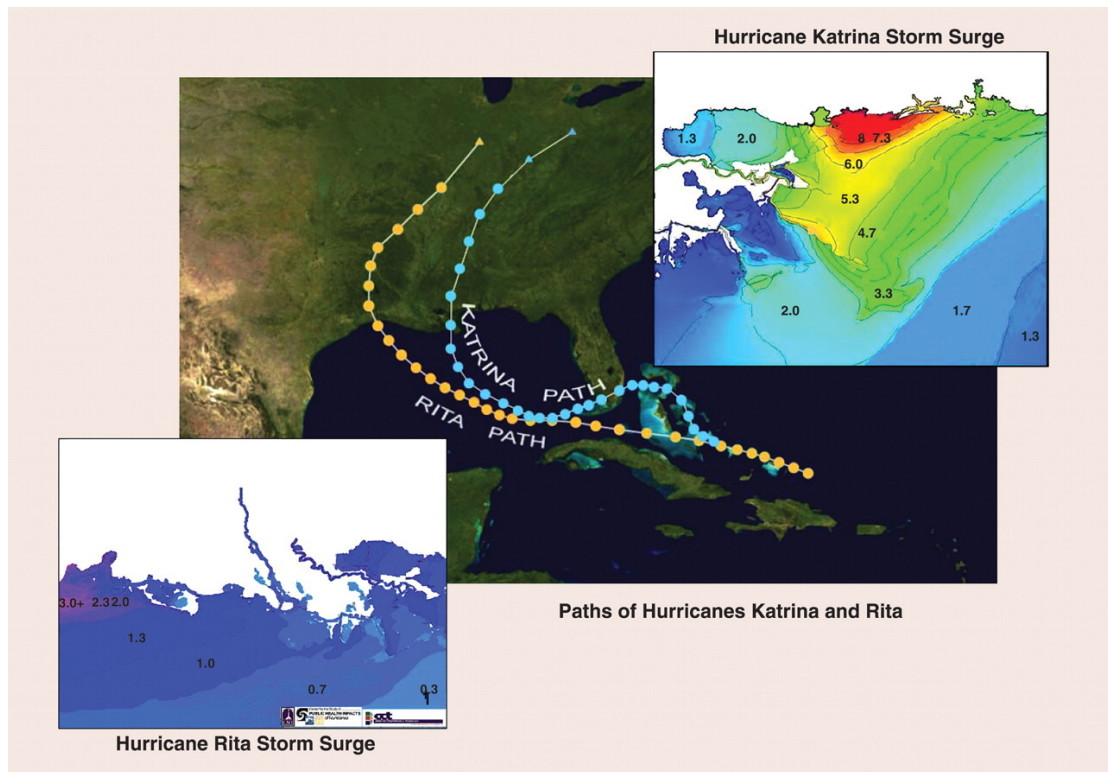 Hurricane Katrina Storm Surge
1.3
2.0
8 7.3
6.0
5.3
4.7
3.3
2.0
1.7
1.3
KATRINA PATH
RITA PATH
3.0+ 2.3 2.0
1.3
1.0
0.7
0.3
PUBLIC HEALTH IMPACTS
Paths of Hurricanes Katrina and Rita
Hurricane Rita Storm Surge